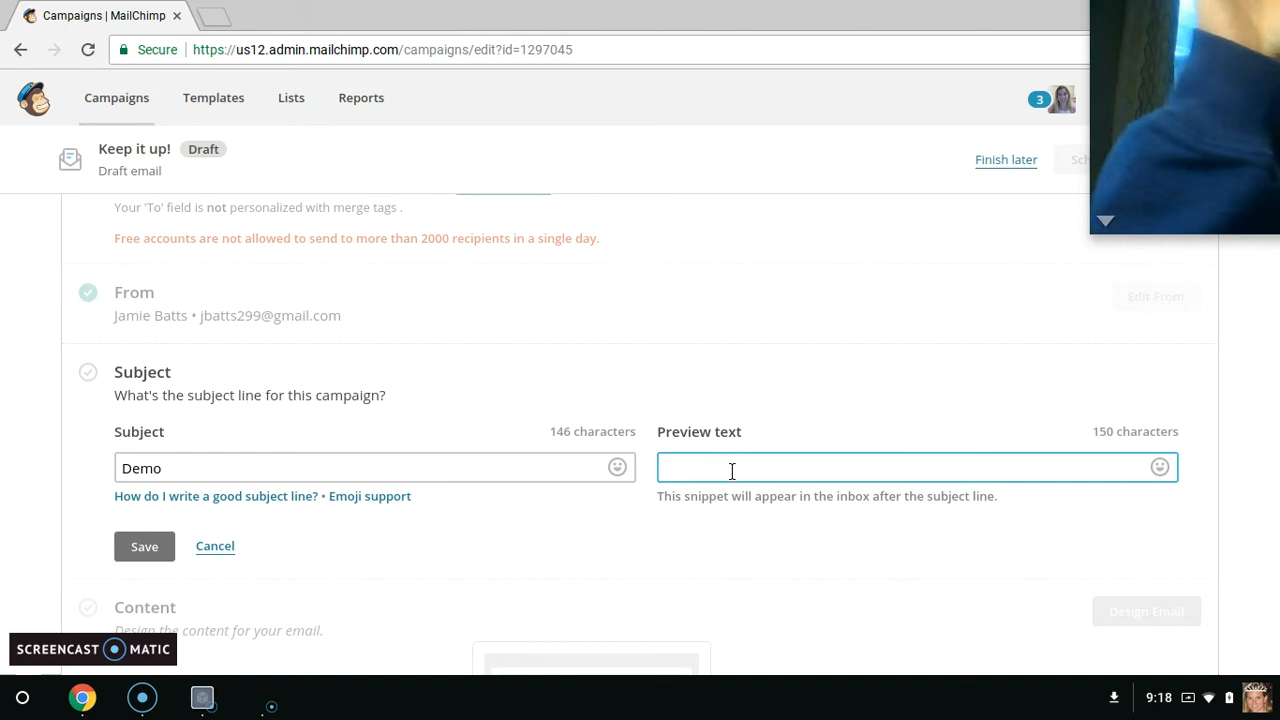 Campaigns | MailChimp
Secure https://us12.admin.mailchimp.com/campaigns/edit?id=1297045
Campaigns Templates Lists Reports 3
Keep it up! Draft
Draft email
Finish later
Sch
Your 'To' field is not personalized with merge tags .
Free accounts are not allowed to send to more than 2000 recipients in a single day.
From
Edit From
Jamie Batts • jbatts299@gmail.com
Subject
What's the subject line for this campaign?
Subject 146 characters Preview text 150 characters
Demo
How do I write a good subject line? • Emoji support This snippet will appear in the inbox after the subject line.
Save Cancel
Content
Design Email
Design the content for your email.
SCREENCAST MATIC
9:18